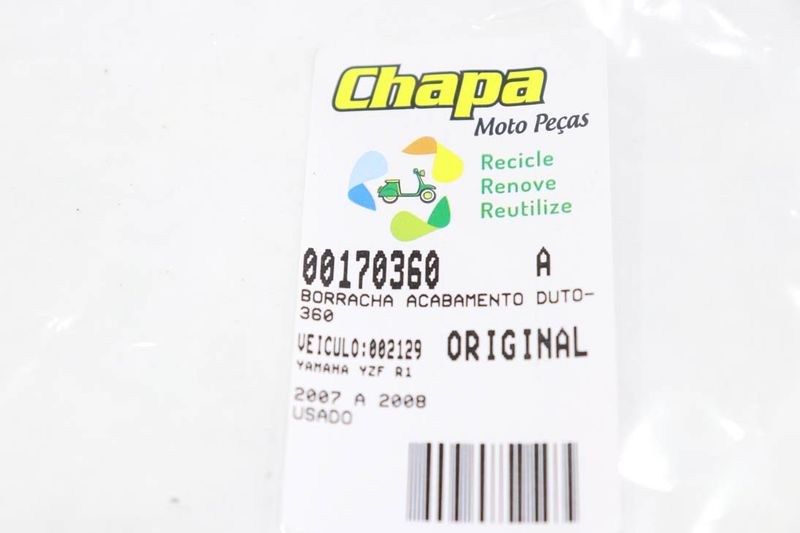 Chapa
Moto Peças
Recicle
Renove
Reutilize
00170360 A
BORRACHA ACABAMENTO DUTO-
360
VEICULO:002129 ORIGINAL
YAMAHA YZF R1
2007 A 2008
USADO